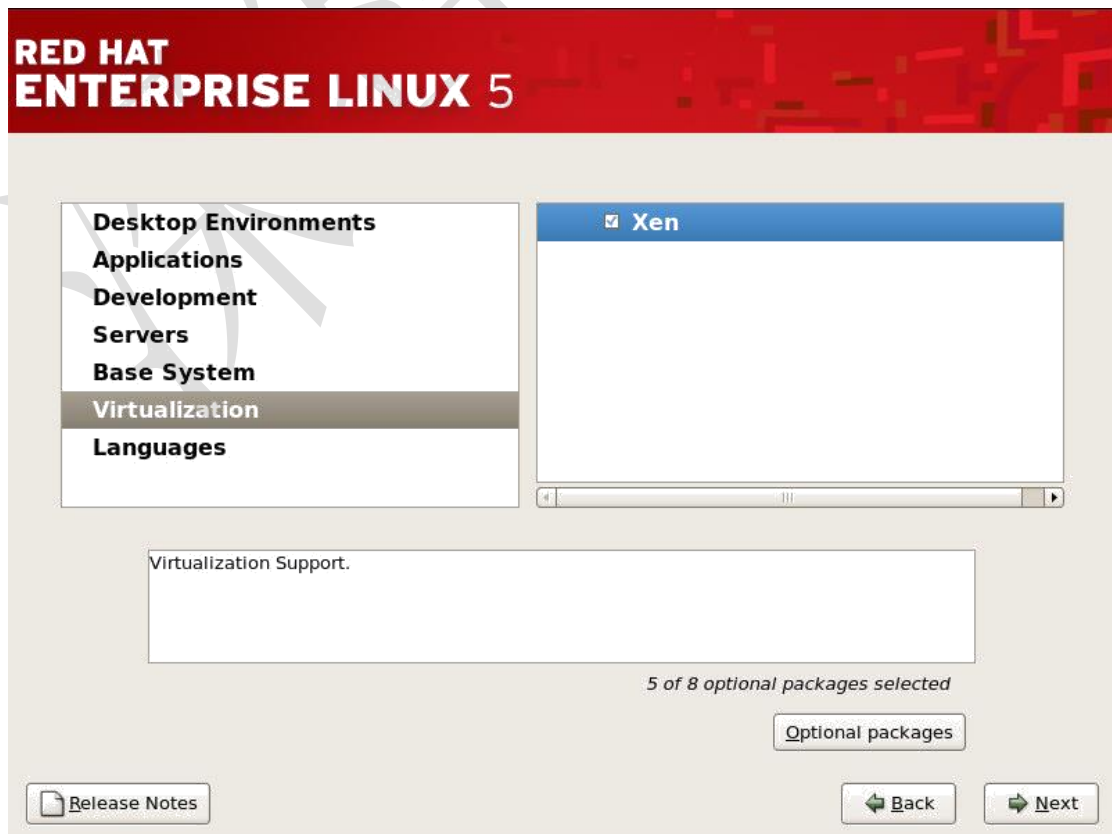 RED HAT
ENTERPRISE LINUX 5
Desktop Environments
Applications
Development
Servers
Base System
Virtualization
Languages
Xen
Virtualization Support.
5 of 8 optional packages selected
Optional packages
Release Notes
Back
Next